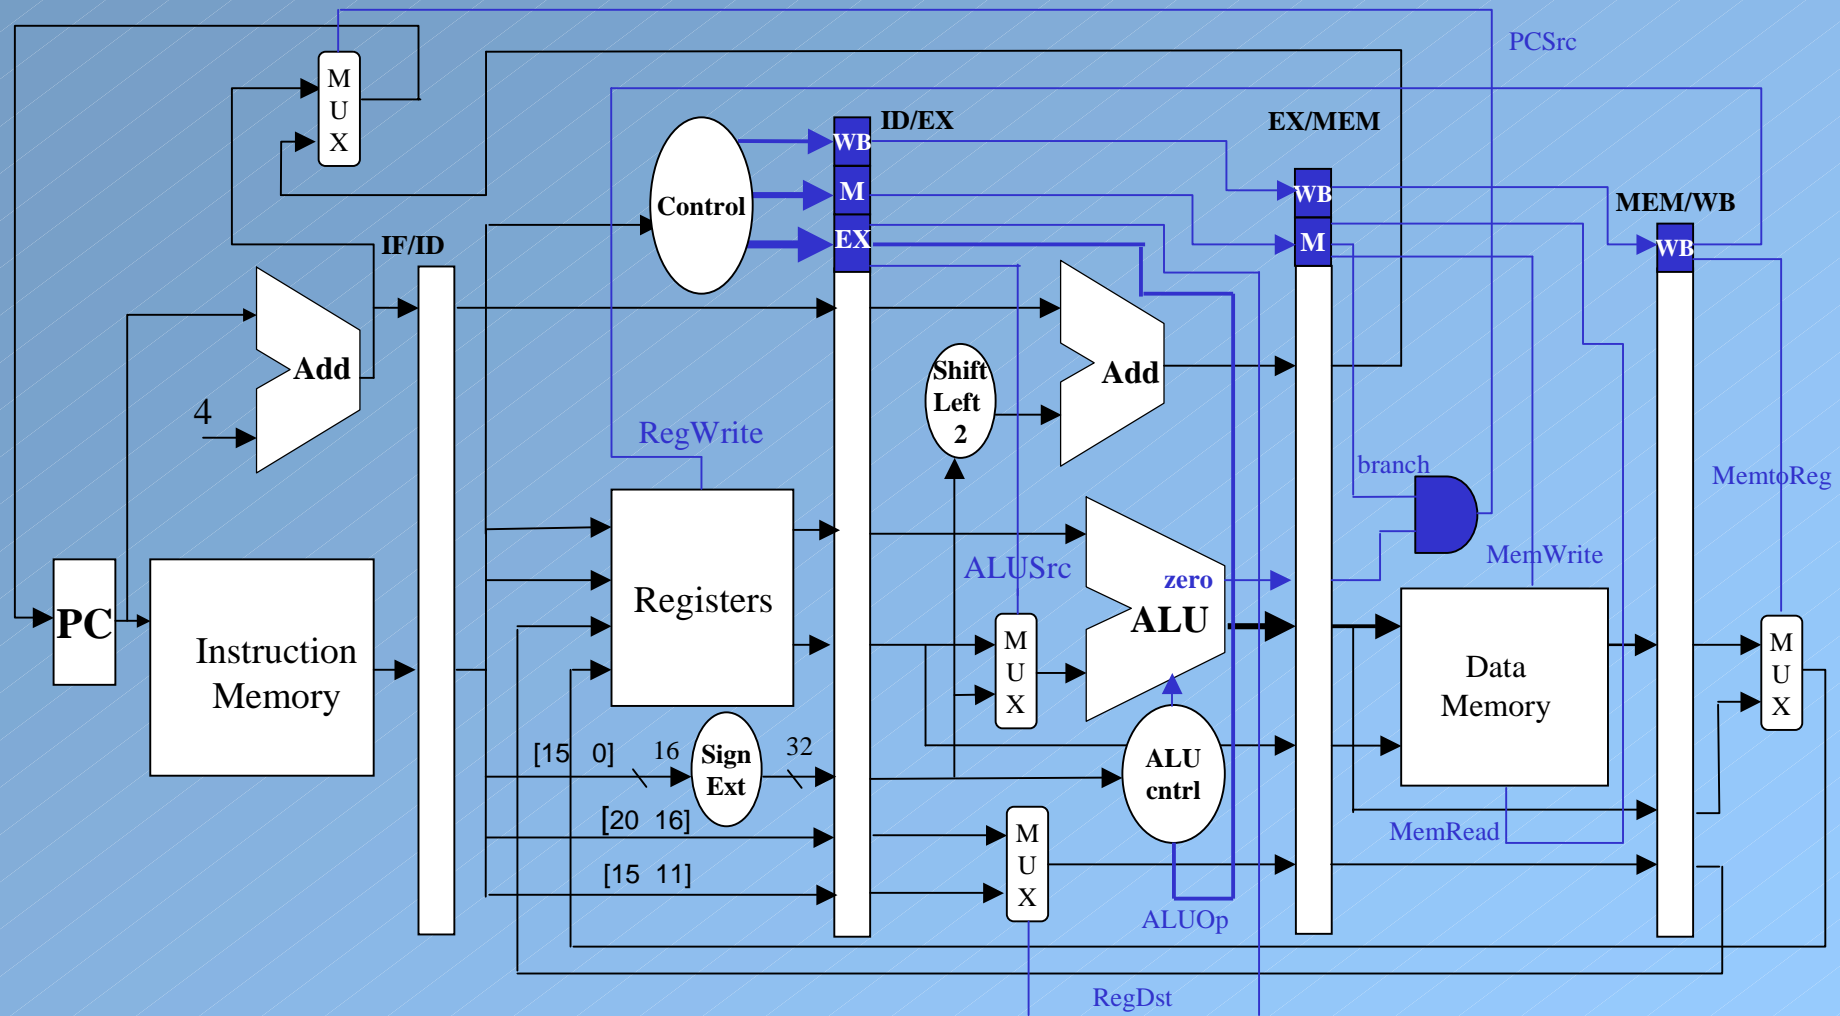 PCSrc
M
U
X
ID/EX
EX/MEM
WB
M
EX
Control
WB
M
MEM/WB
WB
IF/ID
Add
4
Shift
Left
2
Add
RegWrite
branch
MemtoReg
PC
Instruction
Memory
Registers
ALUSrc
zero
ALU
MemWrite
M
U
X
Data
Memory
M
U
X
[15 0]
16
Sign
Ext
32
ALU
cntrl
[20 16]
[15 11]
M
U
X
MemRead
ALUOp
RegDst